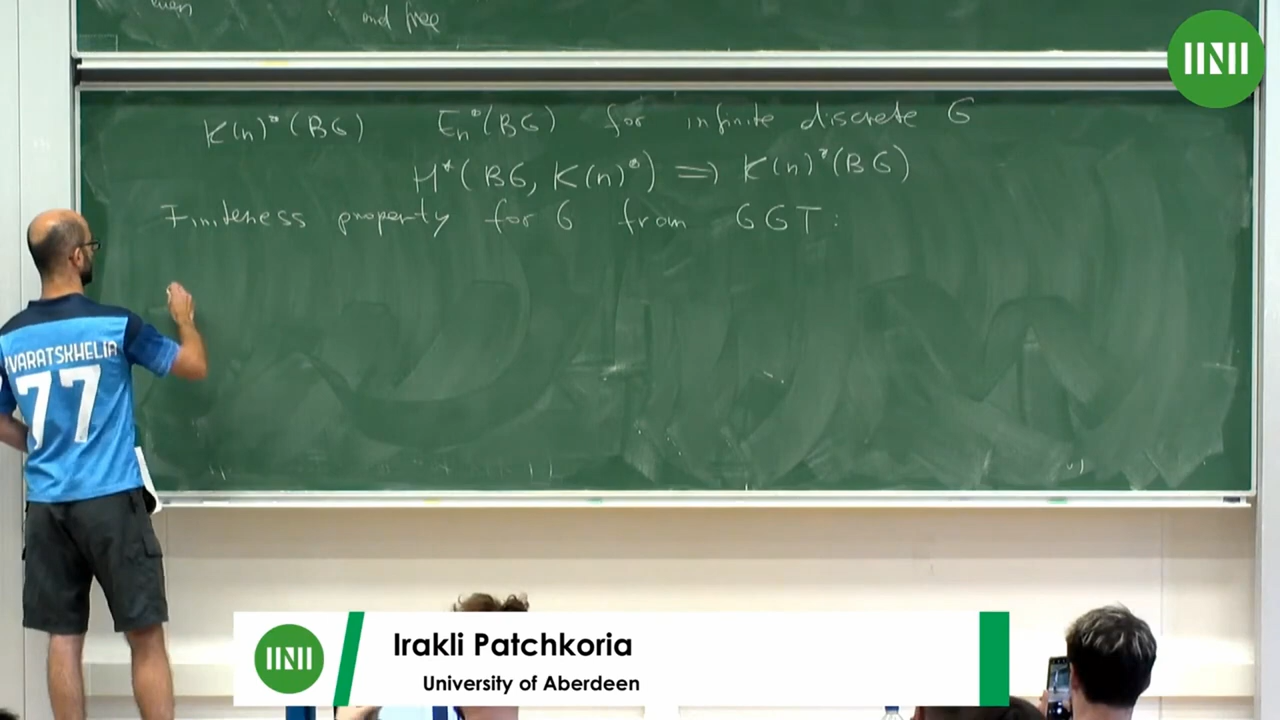 even and free
K(n)*(BG) Eₙ*(BG) for infinite discrete G
H*(BG, K(n)*) ⟹ K(n)*(BG)
Finiteness property for G from GGT:
VARATSKHELIA
77
Irakli Patchkoria
University of Aberdeen